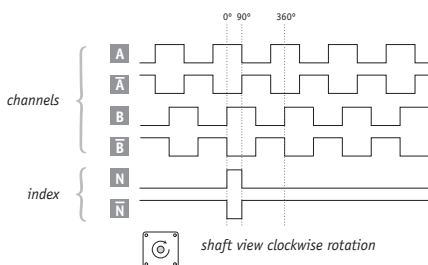 0° 90° 360°
A
A̅
channels
B
B̅
N
index
N̅
shaft view clockwise rotation